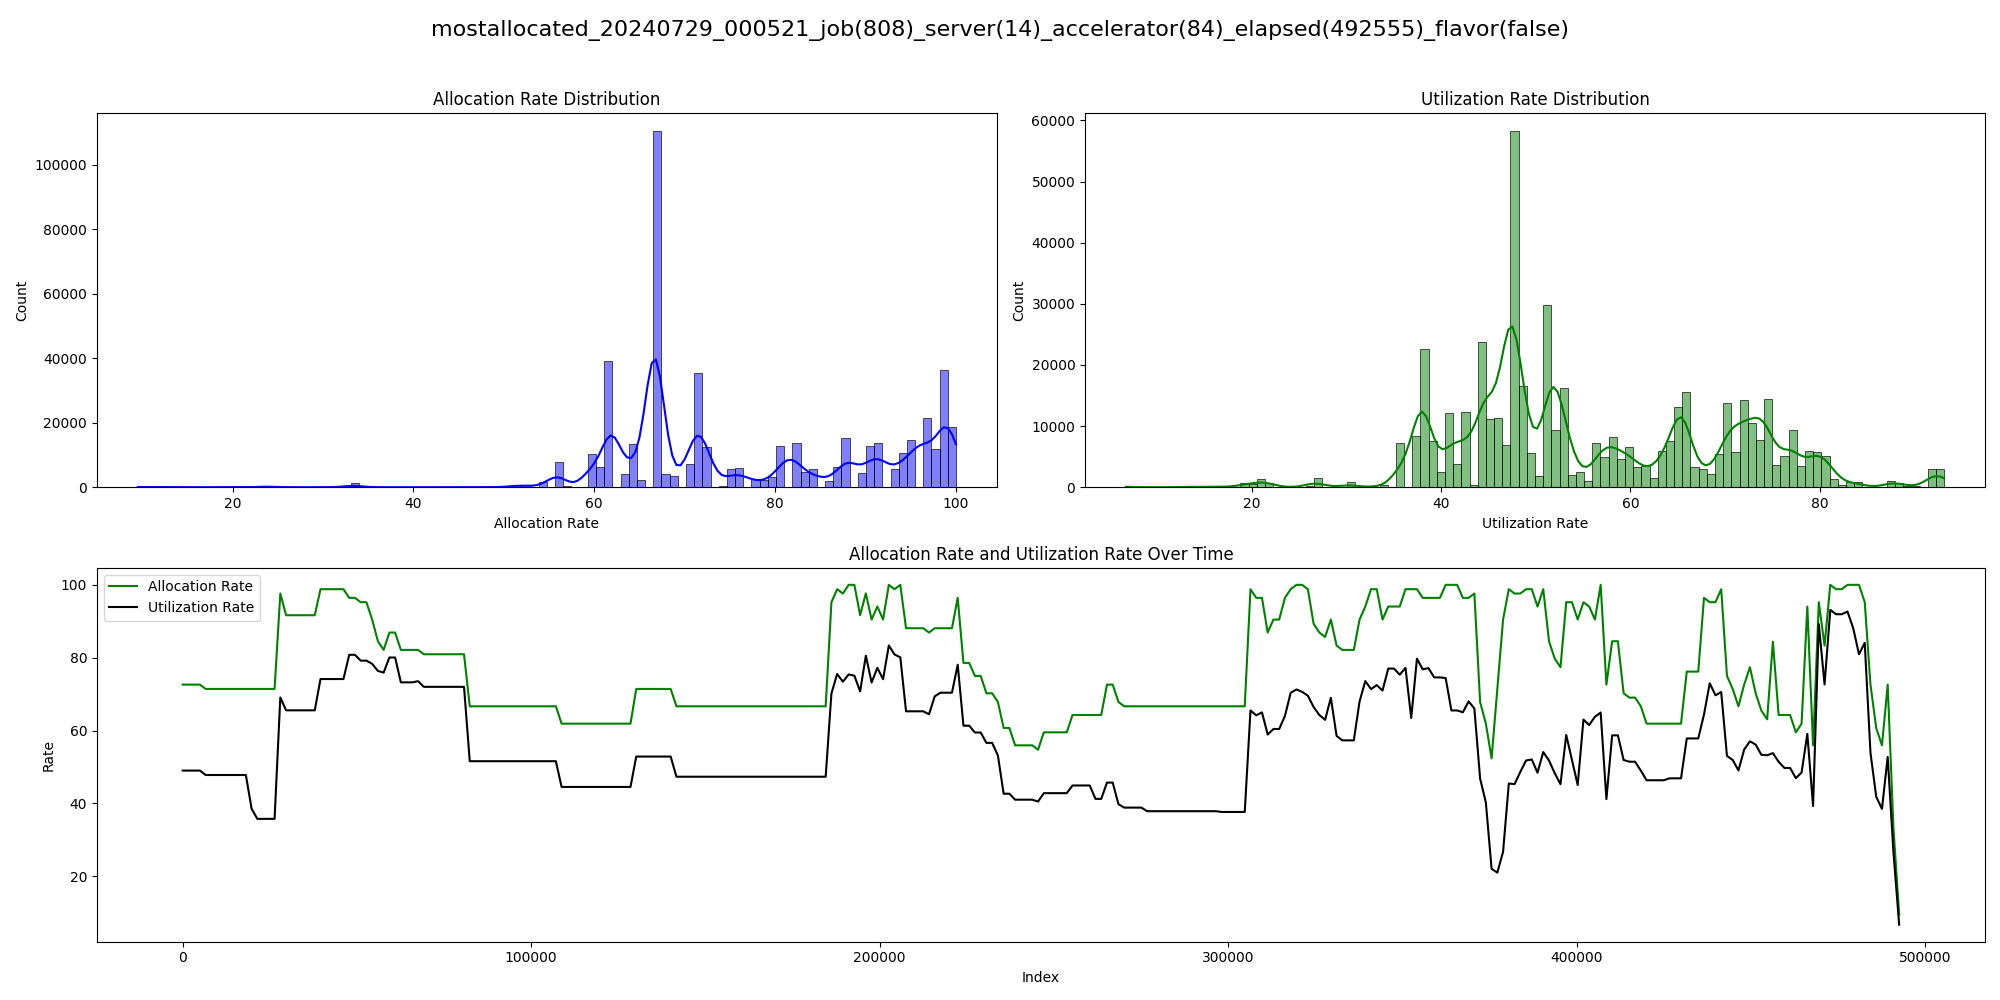 mostallocated_20240729_000521_job(808)_server(14)_accelerator(84)_elapsed(492555)_flavor(false)
Allocation Rate Distribution
Count
100000
80000
60000
40000
20000
0
20 40 60 80 100
Allocation Rate
Utilization Rate Distribution
Count
60000
50000
40000
30000
20000
10000
0
20 40 60 80
Utilization Rate
Allocation Rate and Utilization Rate Over Time
Allocation Rate
Utilization Rate
Rate
100
80
60
40
20
0 100000 200000 300000 400000 500000
Index